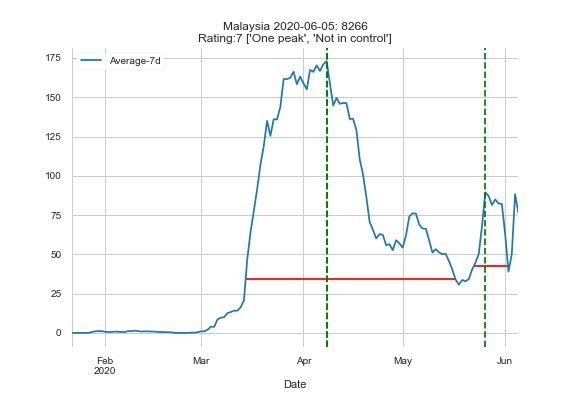 Malaysia 2020-06-05: 8266
Rating:7 ['One peak', 'Not in control']
Average-7d
175
150
125
100
75
50
25
0
Feb
2020
Mar
Apr
May
Jun
Date